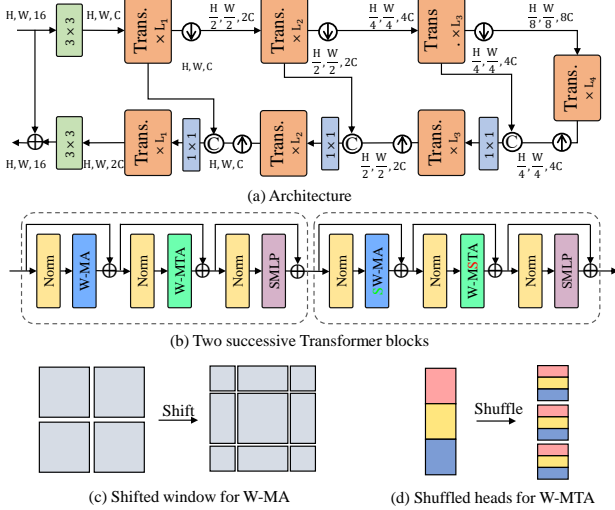 H, W, 16
3 × 3
H, W, C
Trans. × L₁
H/2, W/2, 2C
Trans. × L₂
H/4, W/4, 4C
Trans. × L₃
H/8, W/8, 8C
H, W, C
H/2, W/2, 2C
H/4, W/4, 4C
Trans. × L₄
3 × 3
Trans. × L₁
1 × 1
C
Trans. × L₂
1 × 1
C
Trans. × L₃
1 × 1
C
H, W, 16
H, W, 2C
H, W, C
H/2, W/2, 2C
H/4, W/4, 4C
(a) Architecture
Norm
W-MA
Norm
W-MTA
Norm
SMLP
Norm
SW-MA
Norm
W-MSTA
Norm
SMLP
(b) Two successive Transformer blocks
Shift
Shuffle
(c) Shifted window for W-MA
(d) Shuffled heads for W-MTA